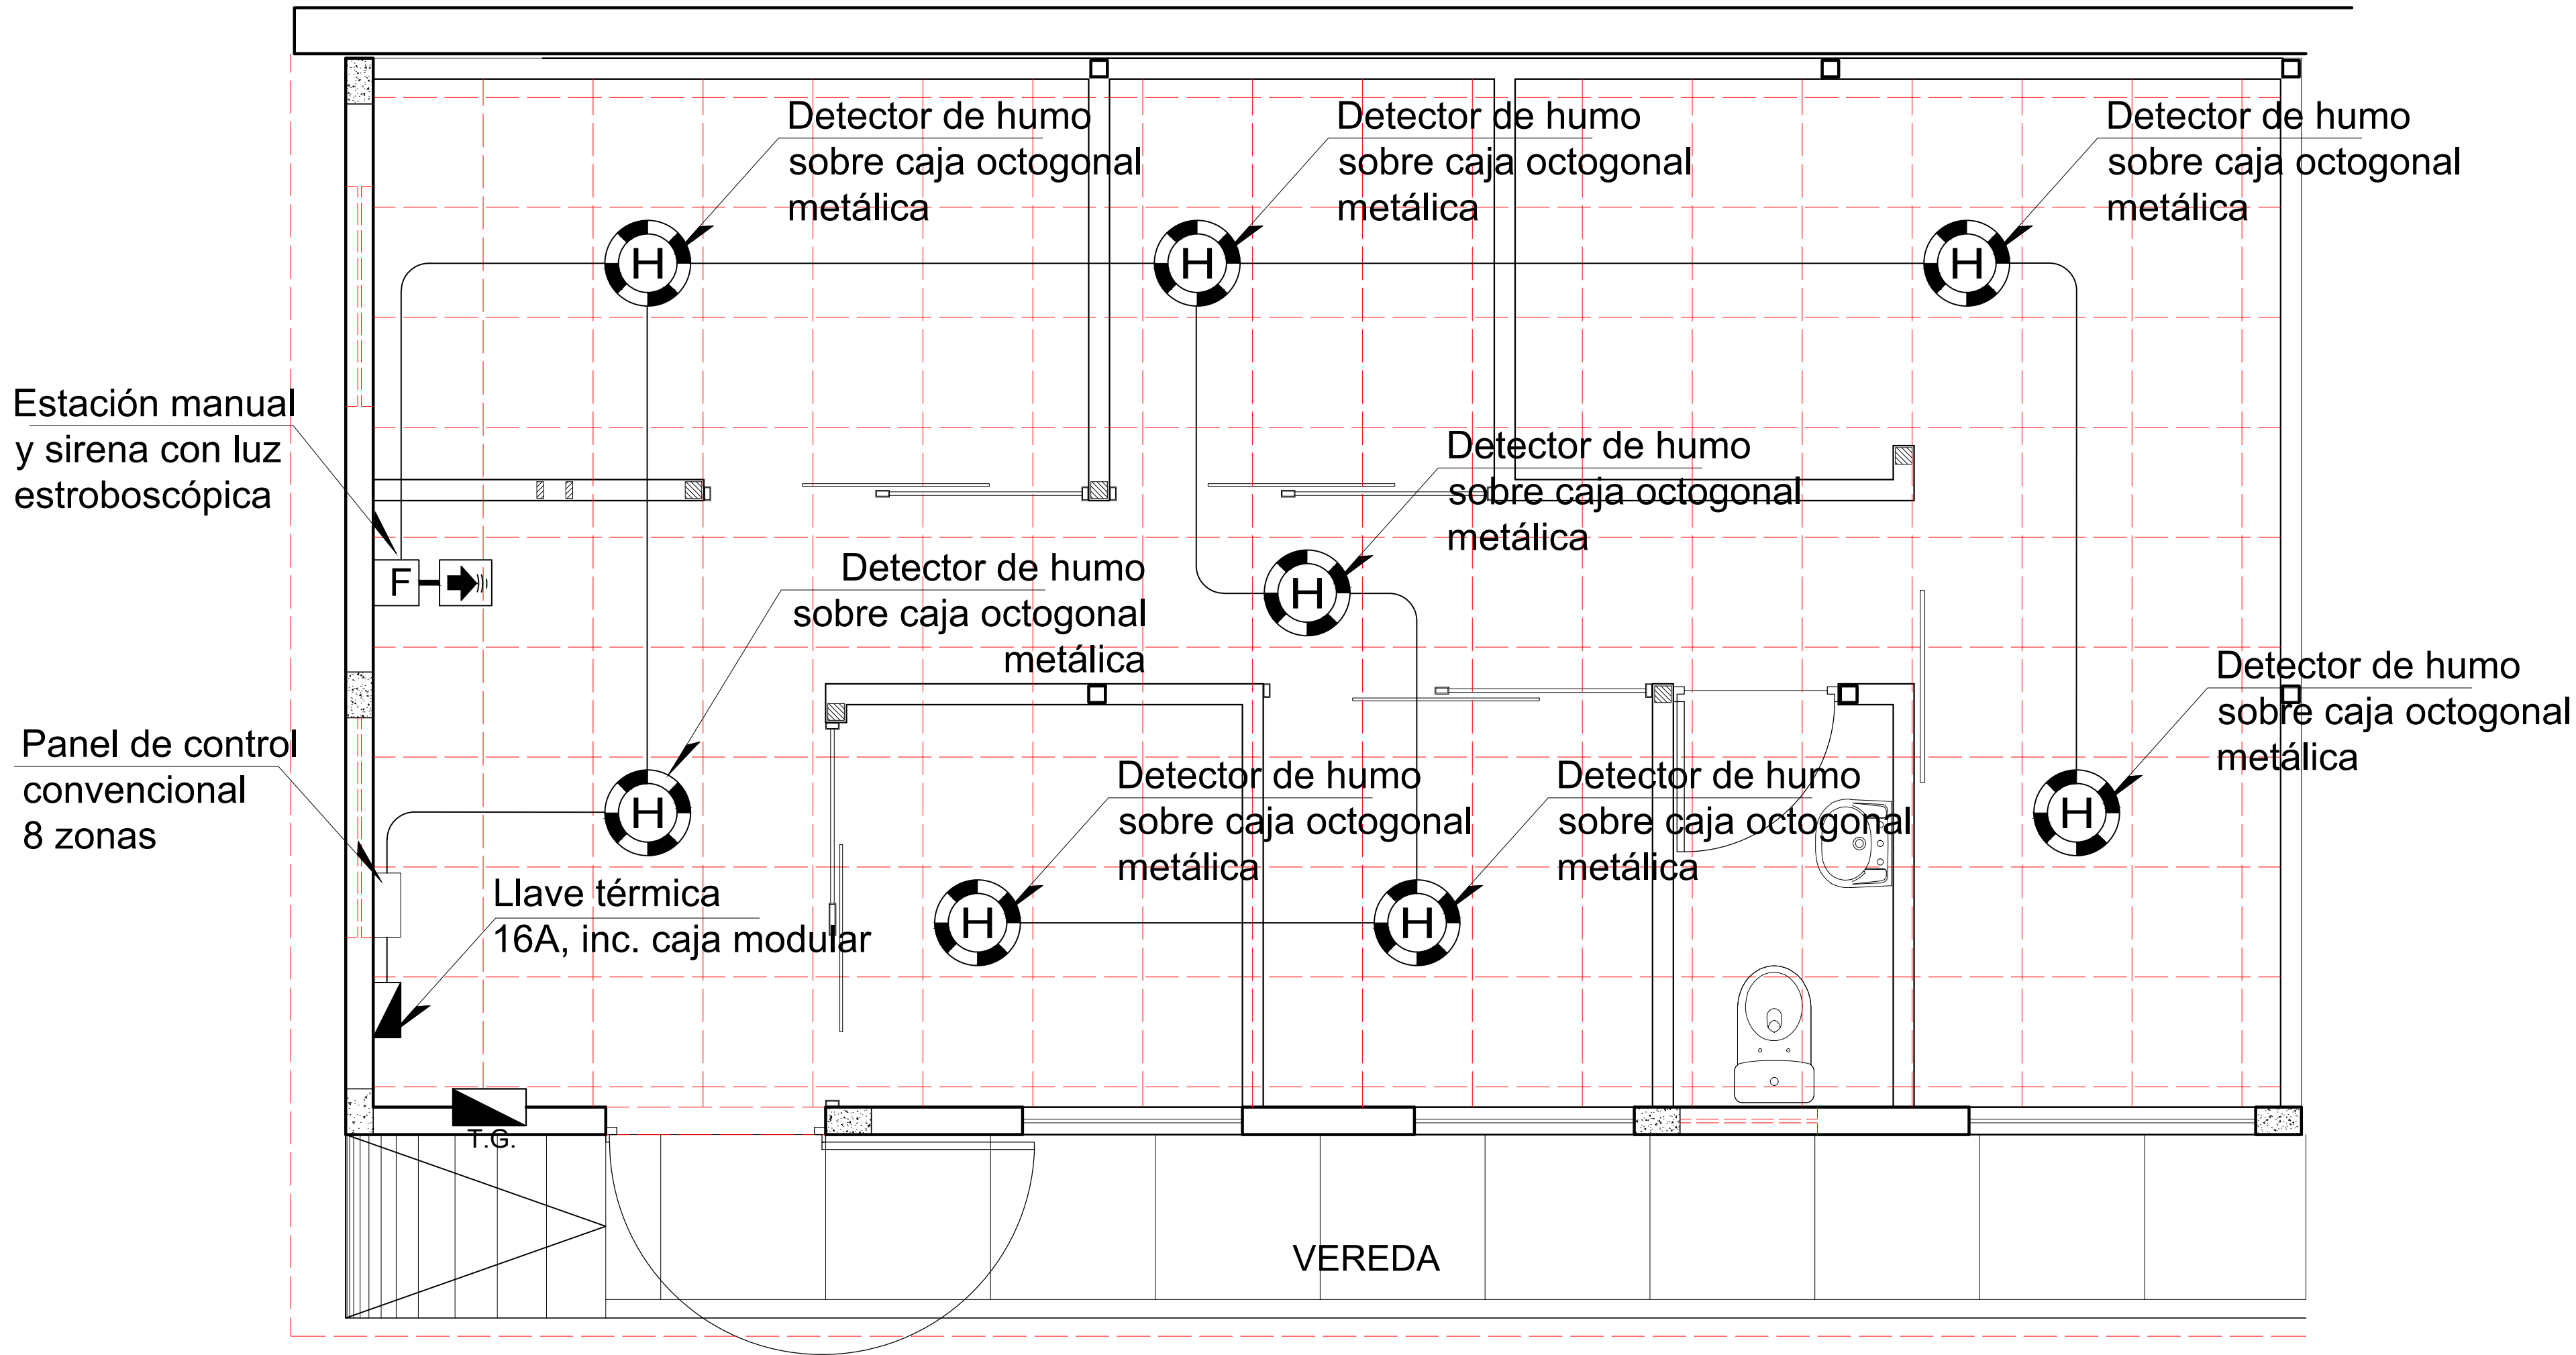 Detector de humo
sobre caja octogonal
metálica
Detector de humo
sobre caja octogonal
metálica
Detector de humo
sobre caja octogonal
metálica
H
H
H
Estación manual
y sirena con luz
estroboscópica
Detector de humo
sobre caja octogonal
metálica
F
H
Detector de humo
sobre caja octogonal
metálica
Detector de humo
sobre caja octogonal
metálica
Panel de control
convencional
8 zonas
H
Detector de humo
sobre caja octogonal
metálica
Detector de humo
sobre caja octogonal
metálica
H
Llave térmica
16A, inc. caja modular
H
H
T.G.
VEREDA